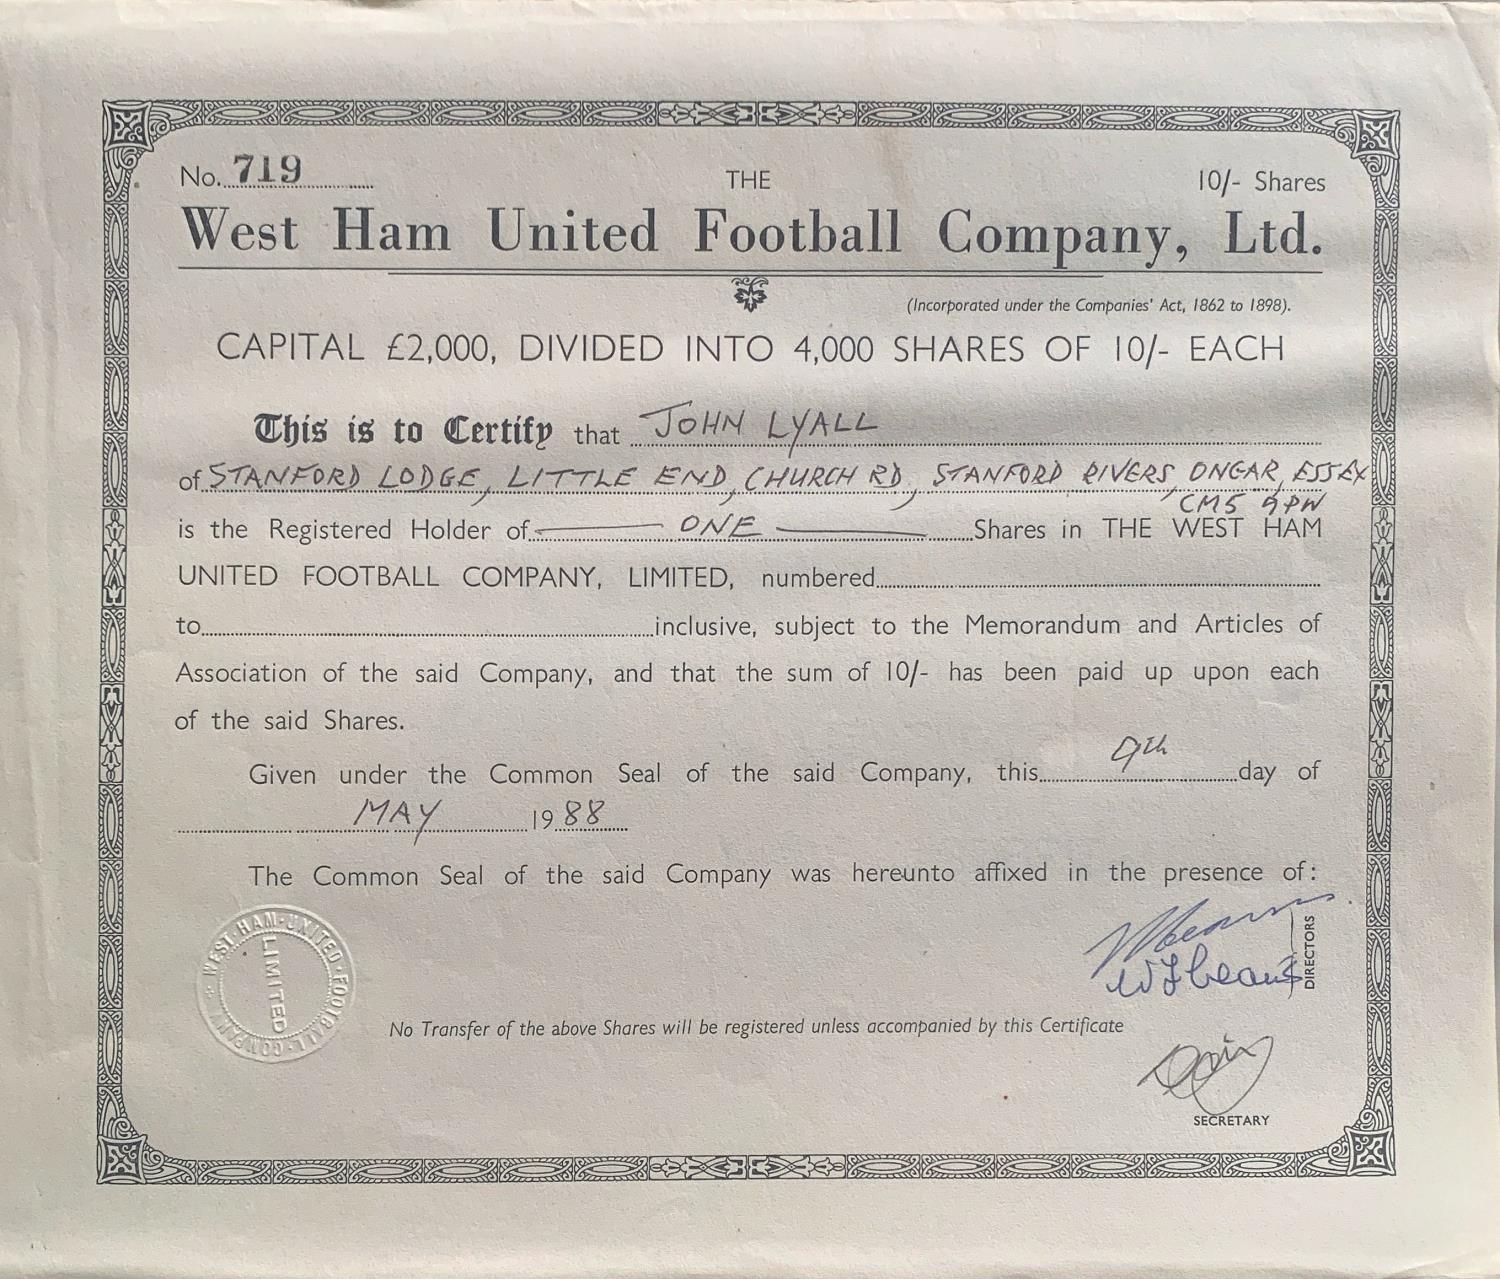 No. 719
THE
10/- Shares
West Ham United Football Company, Ltd.
(Incorporated under the Companies' Act, 1862 to 1898).
CAPITAL £2,000, DIVIDED INTO 4,000 SHARES OF 10/- EACH
This is to Certify that JOHN LYALL
of STANFORD LODGE, LITTLE END, CHURCH RD, STANFORD RIVERS, ONGAR, ESSEX
CM5 9PW
is the Registered Holder of ONE Shares in THE WEST HAM
UNITED FOOTBALL COMPANY, LIMITED, numbered
to inclusive, subject to the Memorandum and Articles of
Association of the said Company, and that the sum of 10/- has been paid up upon each
of the said Shares.
Given under the Common Seal of the said Company, this 9th day of
MAY 1988
The Common Seal of the said Company was hereunto affixed in the presence of:
DIRECTORS
WEST·HAM·UNITED·FOOTBALL·COMPANY
LIMITED
No Transfer of the above Shares will be registered unless accompanied by this Certificate
SECRETARY